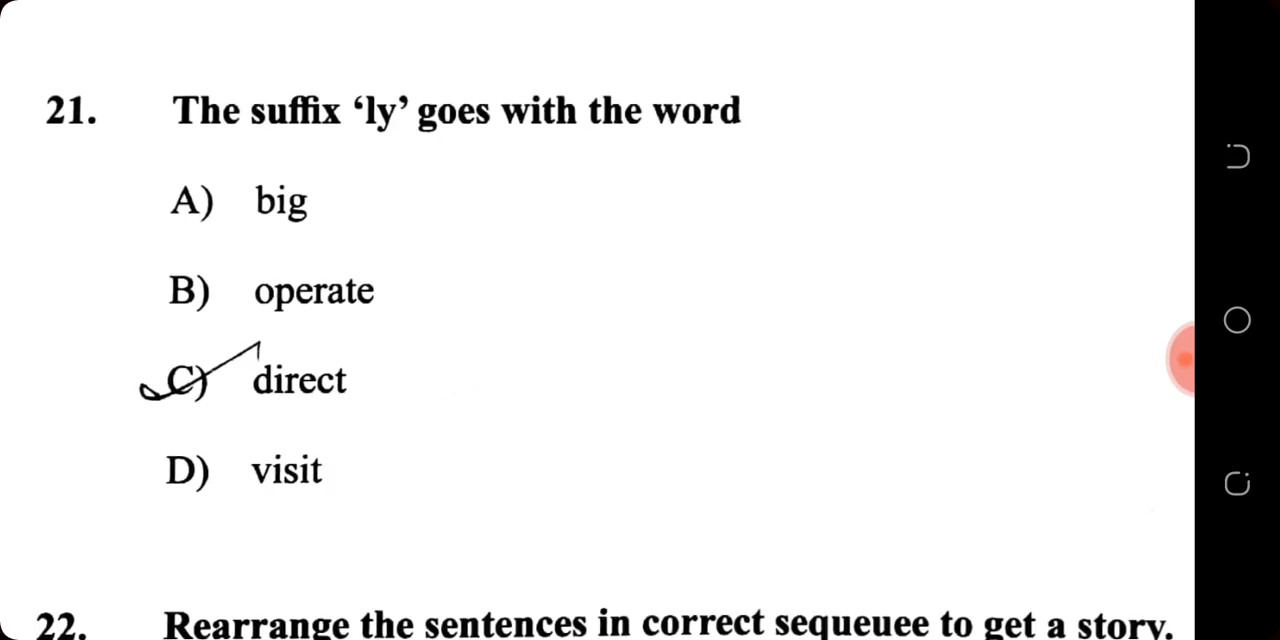 21. The suffix ‘ly’ goes with the word
A) big
B) operate
C) direct
D) visit
22. Rearrange the sentences in correct sequeuee to get a story.